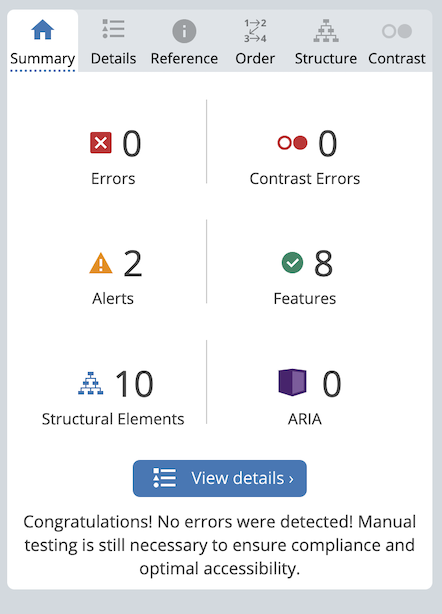 Summary
Details
Reference
1→2
3→4
Order
Structure
Contrast
0
Errors
0
Contrast Errors
2
Alerts
8
Features
10
Structural Elements
0
ARIA
View details ›
Congratulations! No errors were detected! Manual
testing is still necessary to ensure compliance and
optimal accessibility.